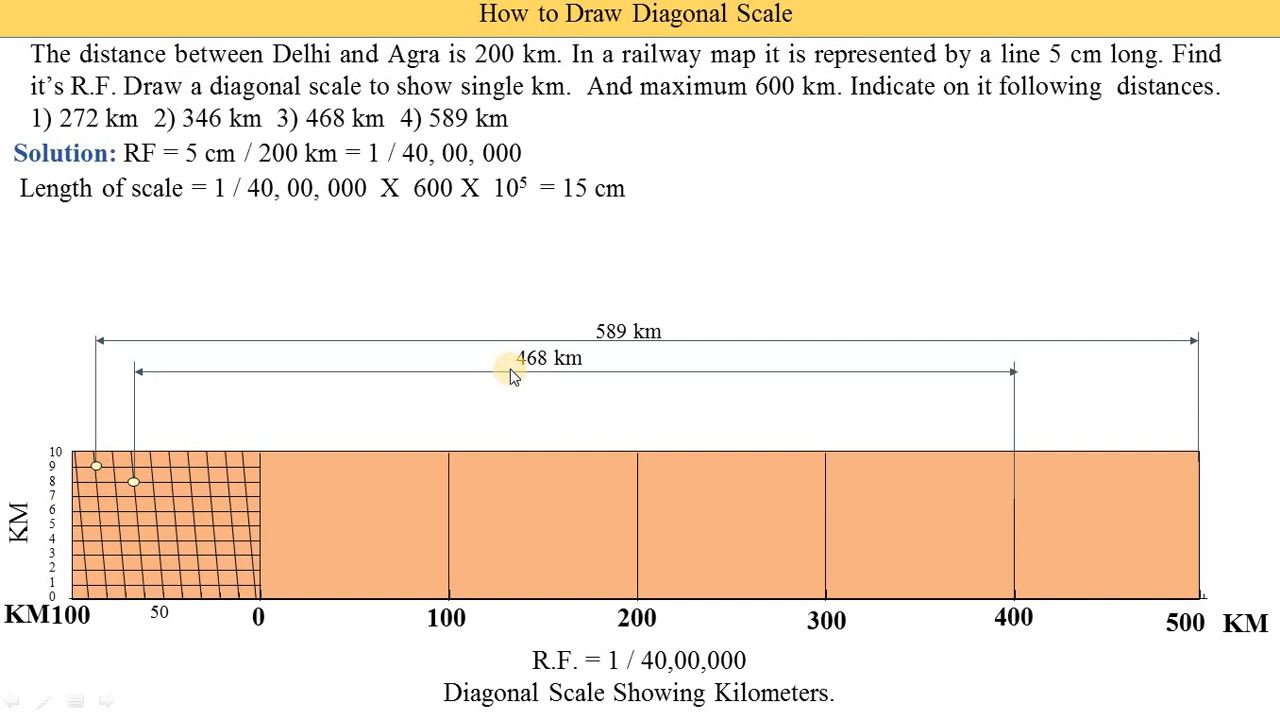 How to Draw Diagonal Scale
The distance between Delhi and Agra is 200 km. In a railway map it is represented by a line 5 cm long. Find
it's R.F. Draw a diagonal scale to show single km. And maximum 600 km. Indicate on it following distances.
1) 272 km 2) 346 km 3) 468 km 4) 589 km
Solution: RF = 5 cm / 200 km = 1 / 40, 00, 000
Length of scale = 1 / 40, 00, 000 X 600 X 10⁵ = 15 cm
589 km
468 km
10
9
8
7
6
5
4
3
2
1
0
KM
KM100 50 0 100 200 300 400 500 KM
R.F. = 1 / 40,00,000
Diagonal Scale Showing Kilometers.